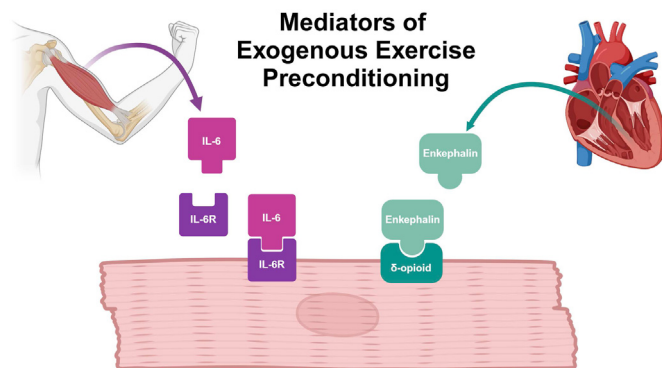 Mediators of
Exogenous Exercise
Preconditioning
IL-6
Enkephalin
IL-6R
IL-6
Enkephalin
IL-6R
δ-opioid